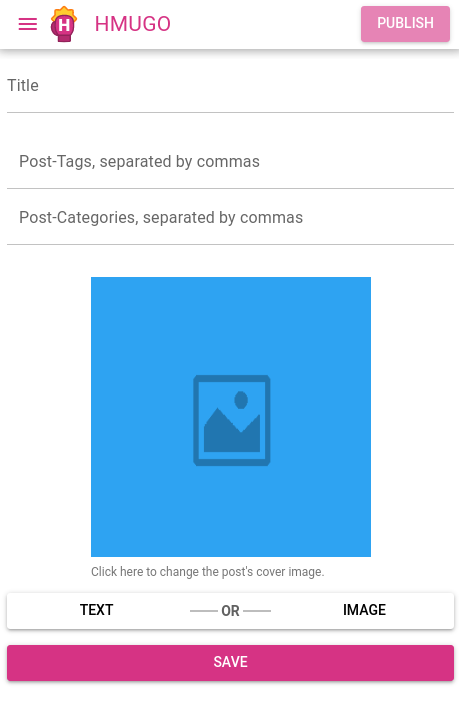 H HMUGO PUBLISH
Title
Post-Tags, separated by commas
Post-Categories, separated by commas
Click here to change the post's cover image.
TEXT OR IMAGE
SAVE